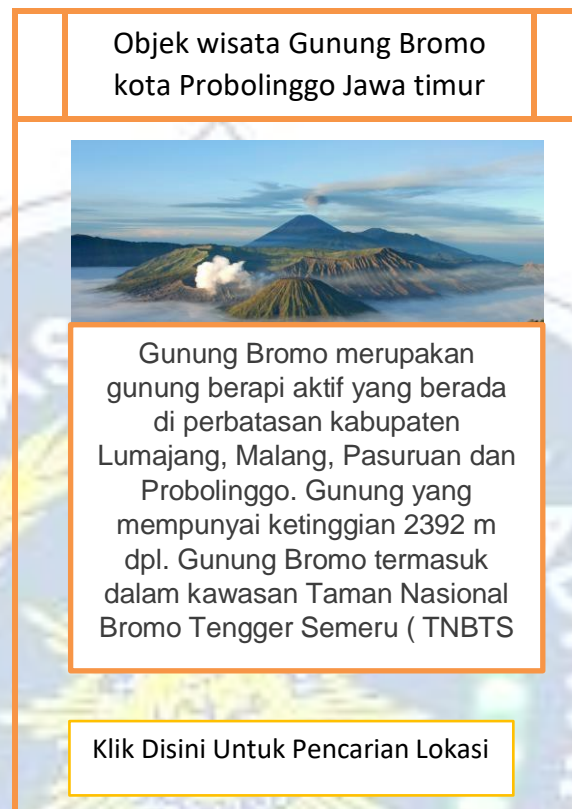 Objek wisata Gunung Bromo
kota Probolinggo Jawa timur
Gunung Bromo merupakan
gunung berapi aktif yang berada
di perbatasan kabupaten
Lumajang, Malang, Pasuruan dan
Probolinggo. Gunung yang
mempunyai ketinggian 2392 m
dpl. Gunung Bromo termasuk
dalam kawasan Taman Nasional
Bromo Tengger Semeru ( TNBTS
Klik Disini Untuk Pencarian Lokasi